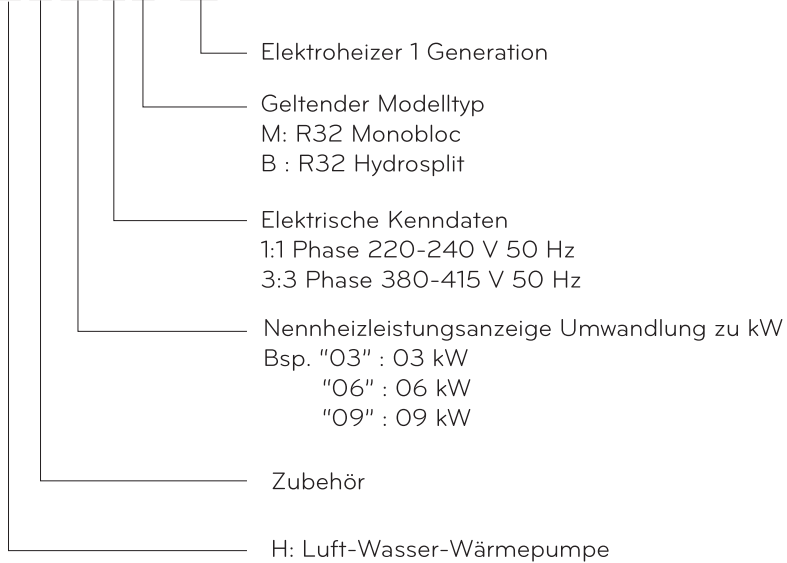 Elektroheizer 1 Generation
Geltender Modelltyp
M: R32 Monobloc
B : R32 Hydrosplit
Elektrische Kenndaten
1:1 Phase 220-240 V 50 Hz
3:3 Phase 380-415 V 50 Hz
Nennheizleistungsanzeige Umwandlung zu kW
Bsp. "03" : 03 kW
"06" : 06 kW
"09" : 09 kW
Zubehör
H: Luft-Wasser-Wärmepumpe